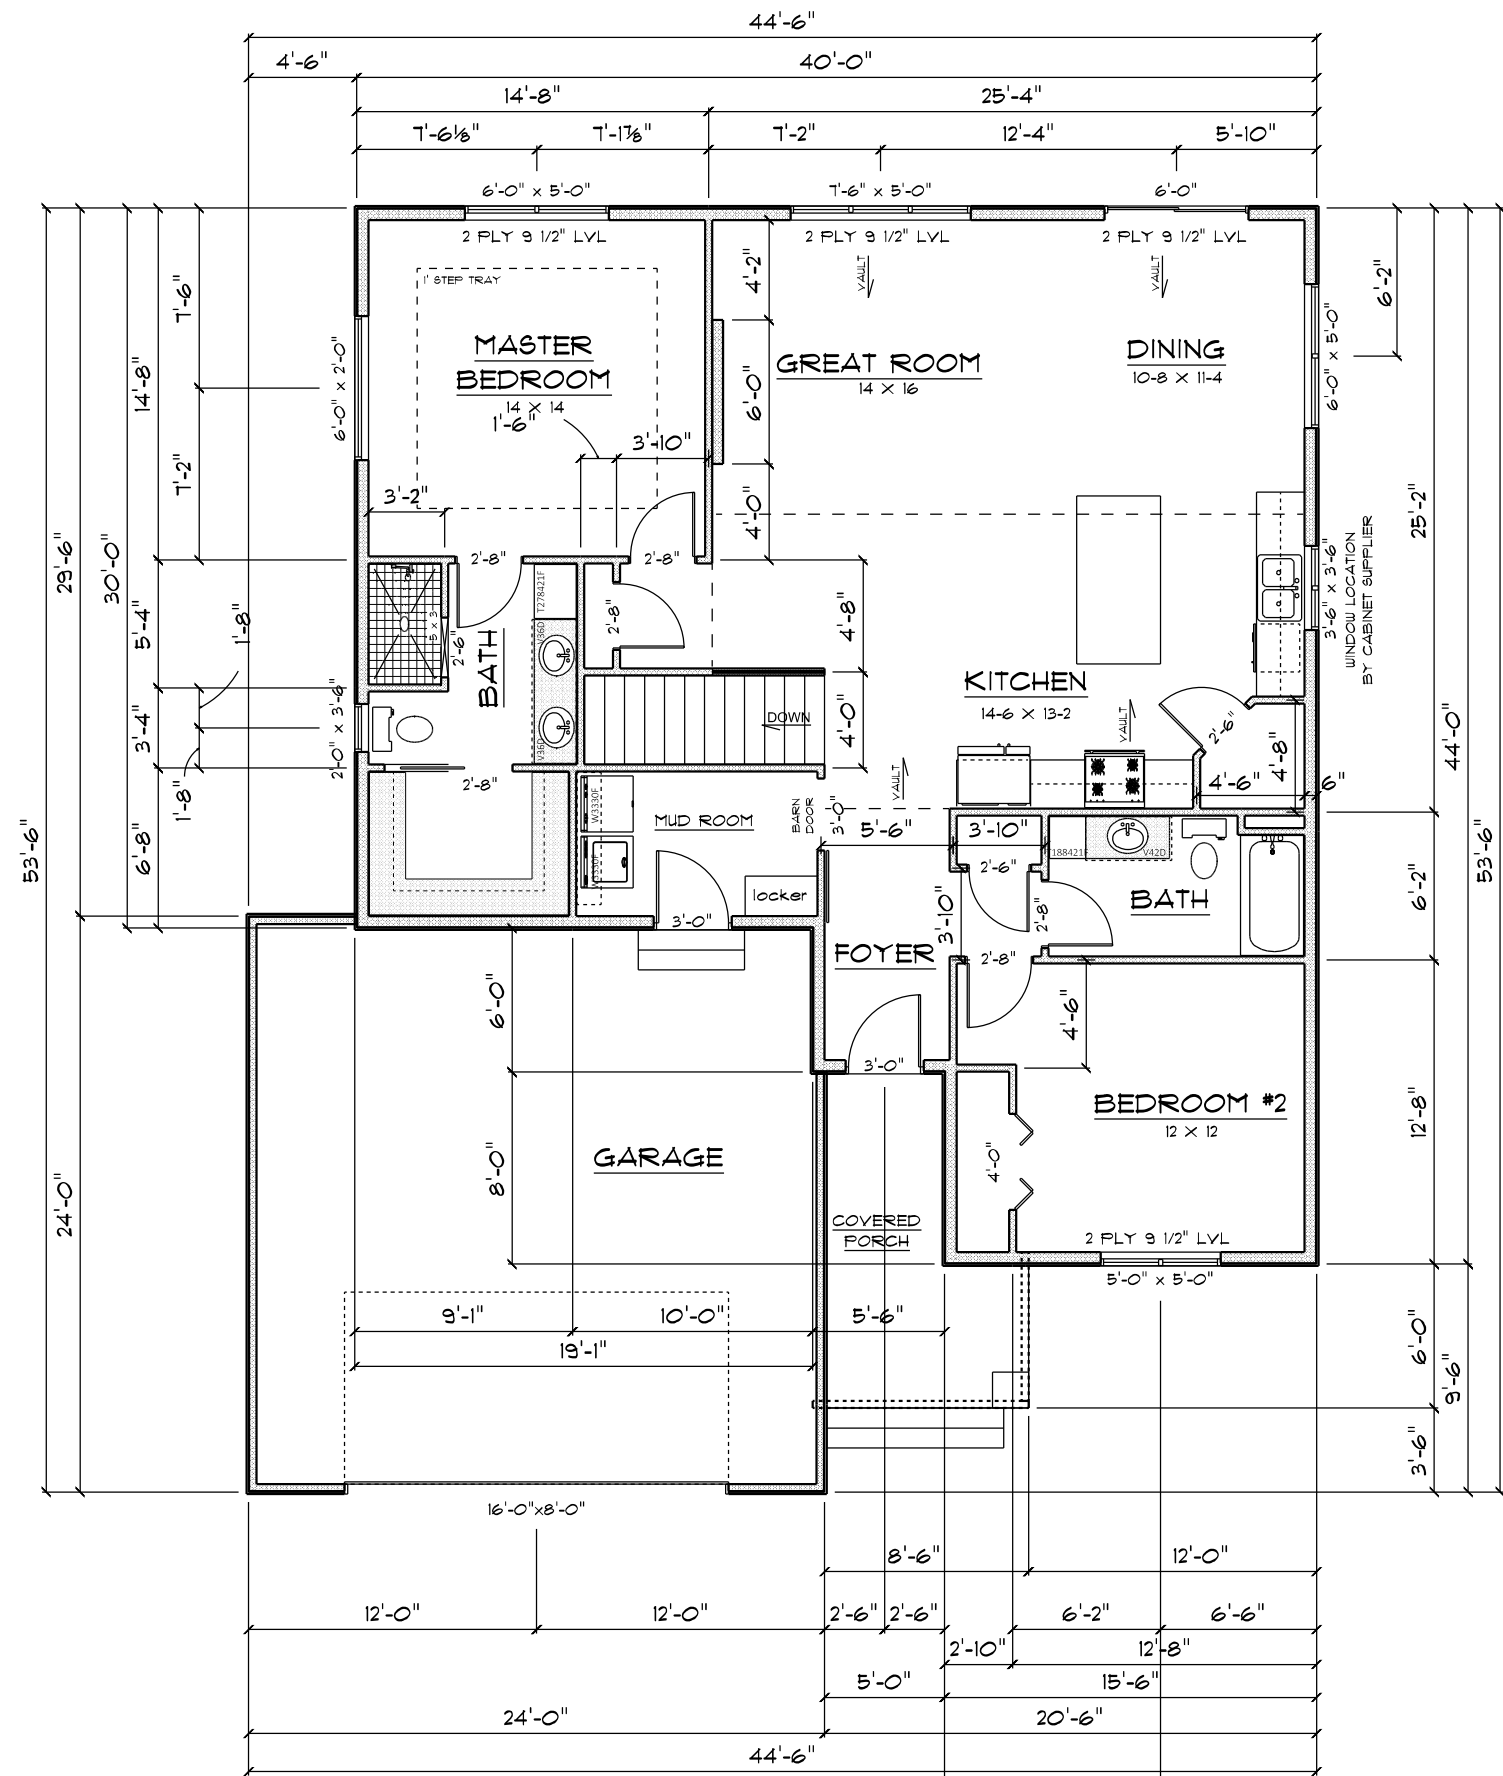 44'-6"
4'-6" 40'-0"
14'-8" 25'-4"
7'-6⅛" 7'-1⅞" 7'-2" 12'-4" 5'-10"
6'-0" x 5'-0" 7'-6" x 5'-0" 6'-0"
2 PLY 9 1/2" LVL 2 PLY 9 1/2" LVL 2 PLY 9 1/2" LVL
VAULT VAULT
1' STEP TRAY
4'-2"
6'-2"
7'-6"
6'-0" x 2'-0"
6'-0" x 5'-0"
MASTER
BEDROOM
14 X 14
GREAT ROOM
14 X 16
DINING
10-8 X 11-4
14'-8"
6'-0"
1'-6"
3'-10"
7'-2"
3'-2"
4'-0"
25'-2"
29'-6"
30'-0"
2'-8" 2'-8"
T278421F
3'-6" x 3'-6"
WINDOW LOCATION
BY CABINET SUPPLIER
5'-4"
1'-8"
5 x 3
2'-6"
V36D
2'-8"
4'-8"
BATH
KITCHEN
14-6 X 13-2
VAULT
DOWN
4'-0"
V36D
3'-4"
2'-0" x 3'-6"
2'-6"
4'-8"
44'-0"
1'-8"
2'-8"
4'-6" 6"
VAULT
W3330F
MUD ROOM
BARN
DOOR
3'-0"
5'-6" 3'-10"
6'-8"
53'-6"
53'-6"
W3330F
2'-6"
T188421F
V42D
6'-2"
locker
3'-0"
3'-10"
2'-8"
BATH
FOYER
2'-8"
6'-0"
4'-6"
3'-0"
BEDROOM #2
12 X 12
12'-8"
GARAGE
8'-0"
4'-0"
24'-0"
COVERED
PORCH
2 PLY 9 1/2" LVL
5'-0" x 5'-0"
9'-1" 10'-0" 5'-6"
19'-1"
6'-0"
9'-6"
3'-6"
16'-0"x8'-0"
8'-6" 12'-0"
12'-0" 12'-0" 2'-6" 2'-6" 6'-2" 6'-6"
2'-10" 12'-8"
5'-0" 15'-6"
24'-0" 20'-6"
44'-6"